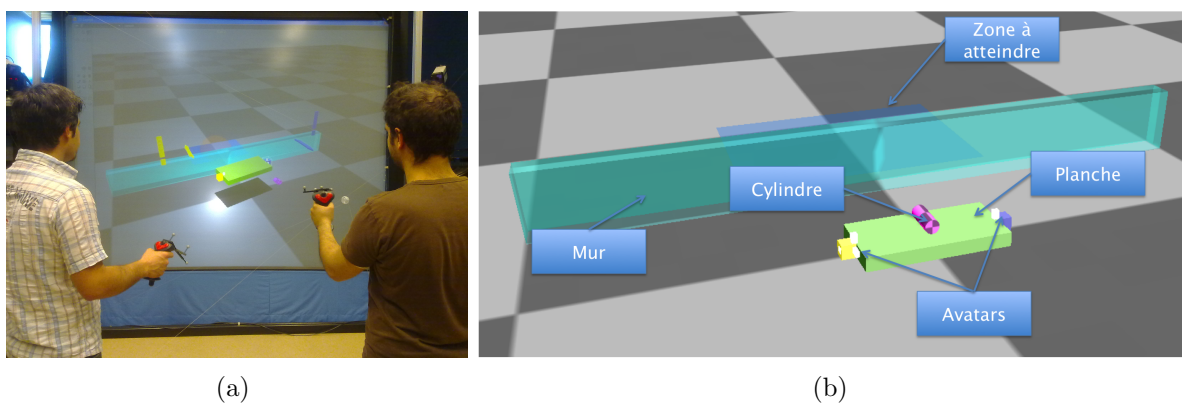 Zone à
atteindre
Cylindre
Planche
Mur
Avatars
(a)
(b)